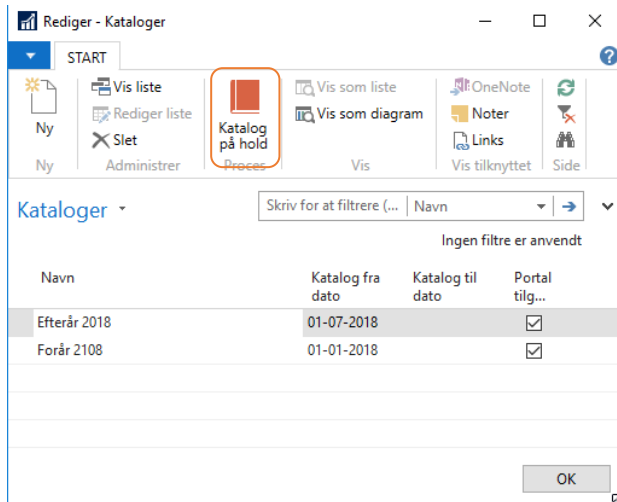 Rediger - Kataloger
START
Ny
Vis liste
Rediger liste
Slet
Katalog
på hold
Vis som liste
Vis som diagram
OneNote
Noter
Links
Ny
Administrer
Proces
Vis
Vis tilknyttet
Side
Kataloger
Skriv for at filtrere (...
Navn
Ingen filtre er anvendt
Navn
Katalog fra
dato
Katalog til
dato
Portal
tilg...
Efterår 2018
01-07-2018
Forår 2108
01-01-2018
OK